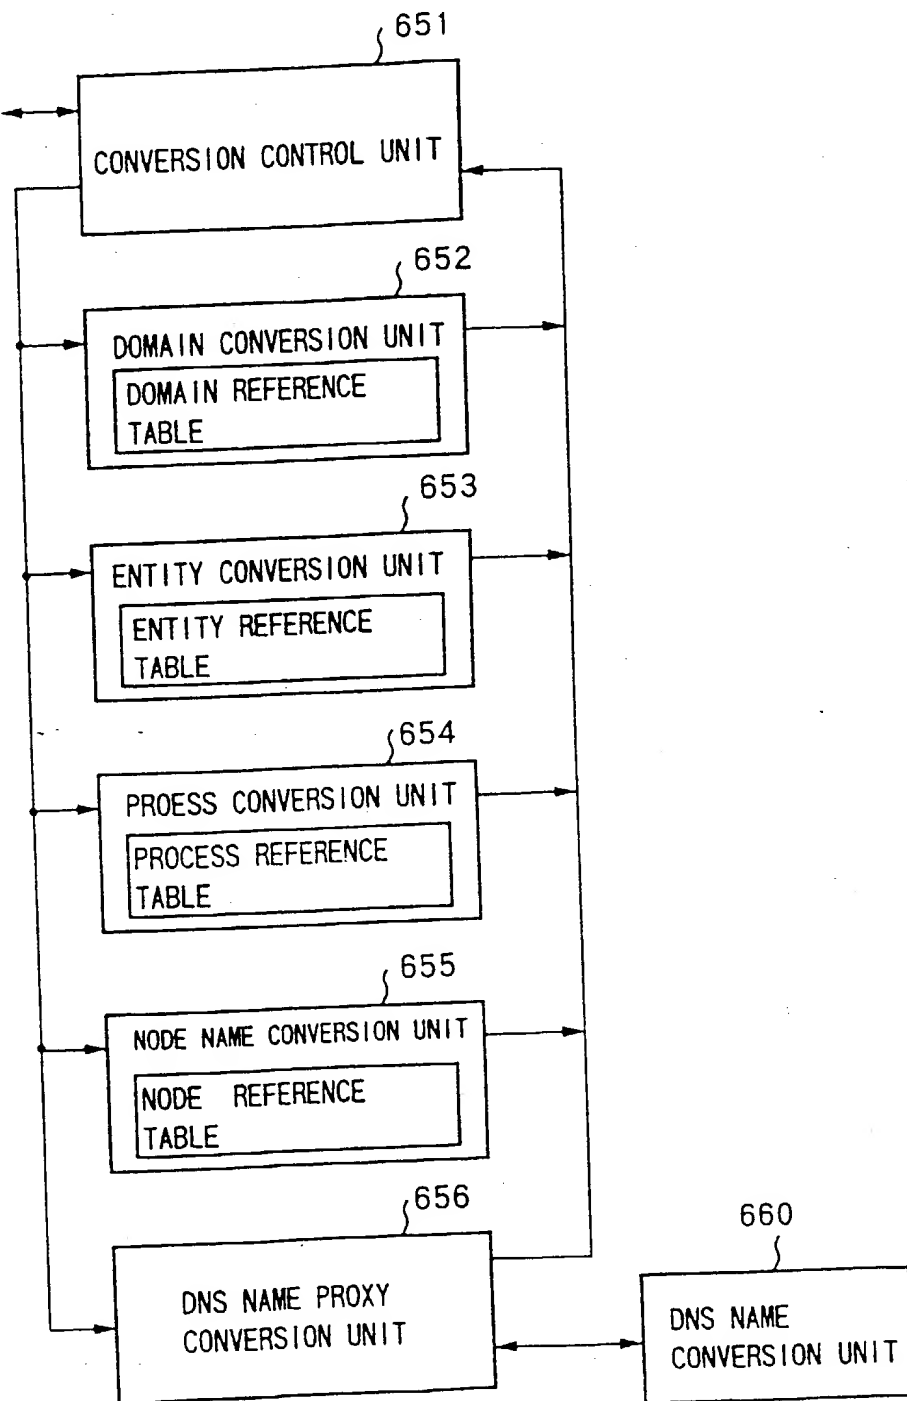 651
CONVERSION CONTROL UNIT
652
DOMAIN CONVERSION UNIT
DOMAIN REFERENCE
TABLE
653
ENTITY CONVERSION UNIT
ENTITY REFERENCE
TABLE
654
PROESS CONVERSION UNIT
PROCESS REFERENCE
TABLE
655
NODE NAME CONVERSION UNIT
NODE REFERENCE
TABLE
656
DNS NAME PROXY
CONVERSION UNIT
660
DNS NAME
CONVERSION UNIT